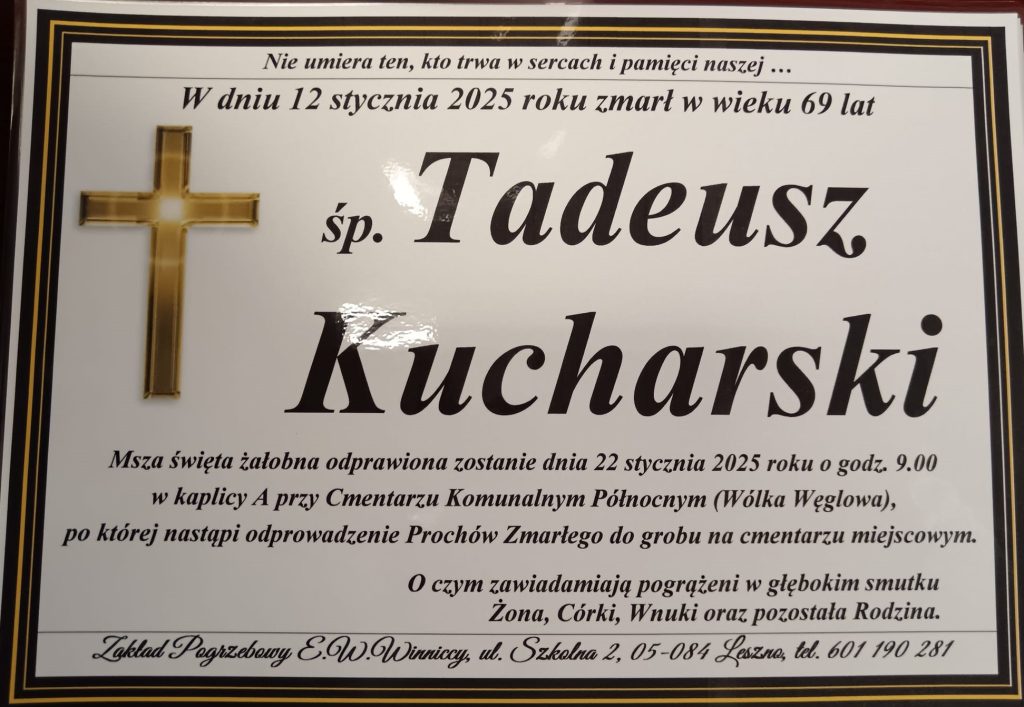 Nie umiera ten, kto trwa w sercach i pamięci naszej …
W dniu 12 stycznia 2025 roku zmarł w wieku 69 lat
śp. Tadeusz
Kucharski
Msza święta żałobna odprawiona zostanie dnia 22 stycznia 2025 roku o godz. 9.00
w kaplicy A przy Cmentarzu Komunalnym Północnym (Wólka Węglowa),
po której nastąpi odprowadzenie Prochów Zmarłego do grobu na cmentarzu miejscowym.
O czym zawiadamiają pogrążeni w głębokim smutku
Żona, Córki, Wnuki oraz pozostała Rodzina.
Zakład Pogrzebowy E.W.Winniccy, ul. Szkolna 2, 05-084 Leszno, tel. 601 190 281